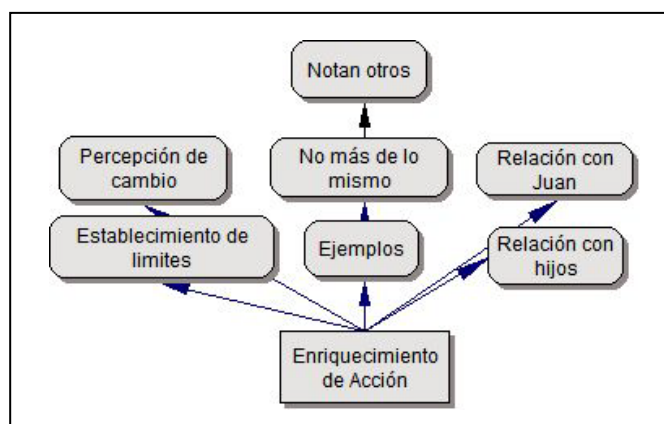 Notan otros
Percepción de
cambio
No más de lo
mismo
Relación con
Juan
Establecimiento de
limites
Ejemplos
Relación con
hijos
Enriquecimiento
de Acción